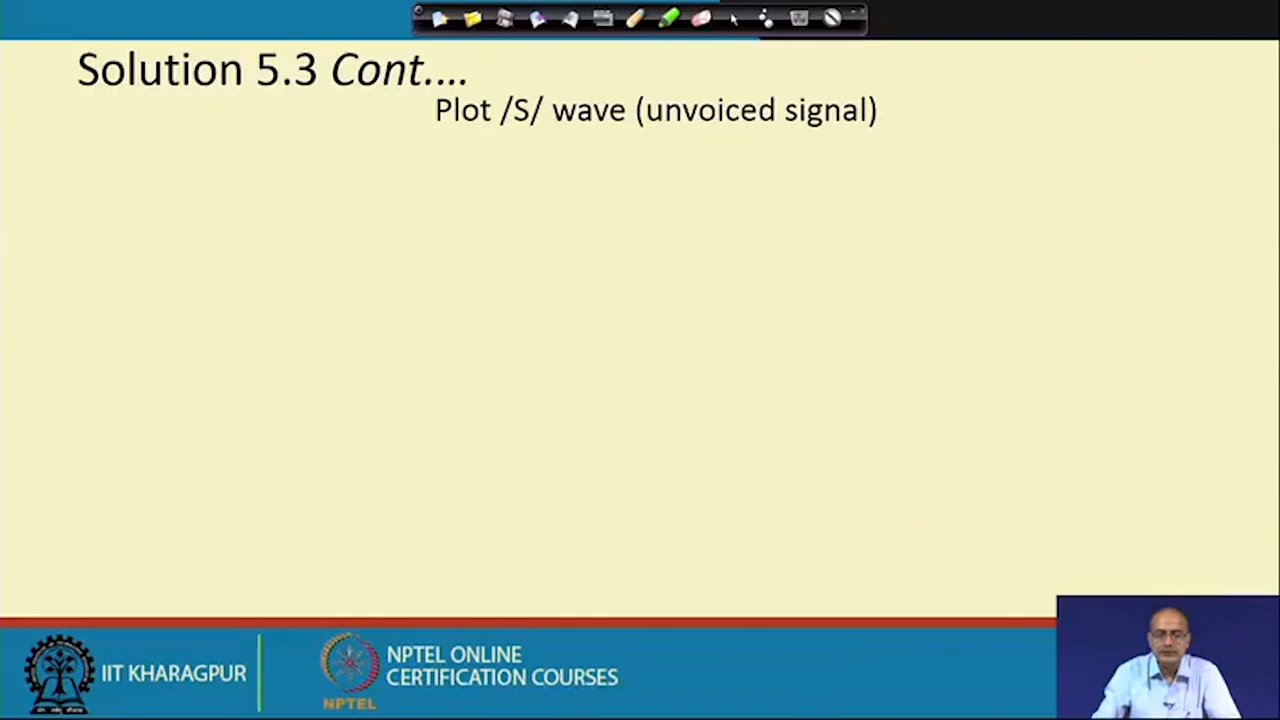 Solution 5.3 Cont....
Plot /S/ wave (unvoiced signal)
IIT KHARAGPUR
NPTEL
NPTEL ONLINE
CERTIFICATION COURSES